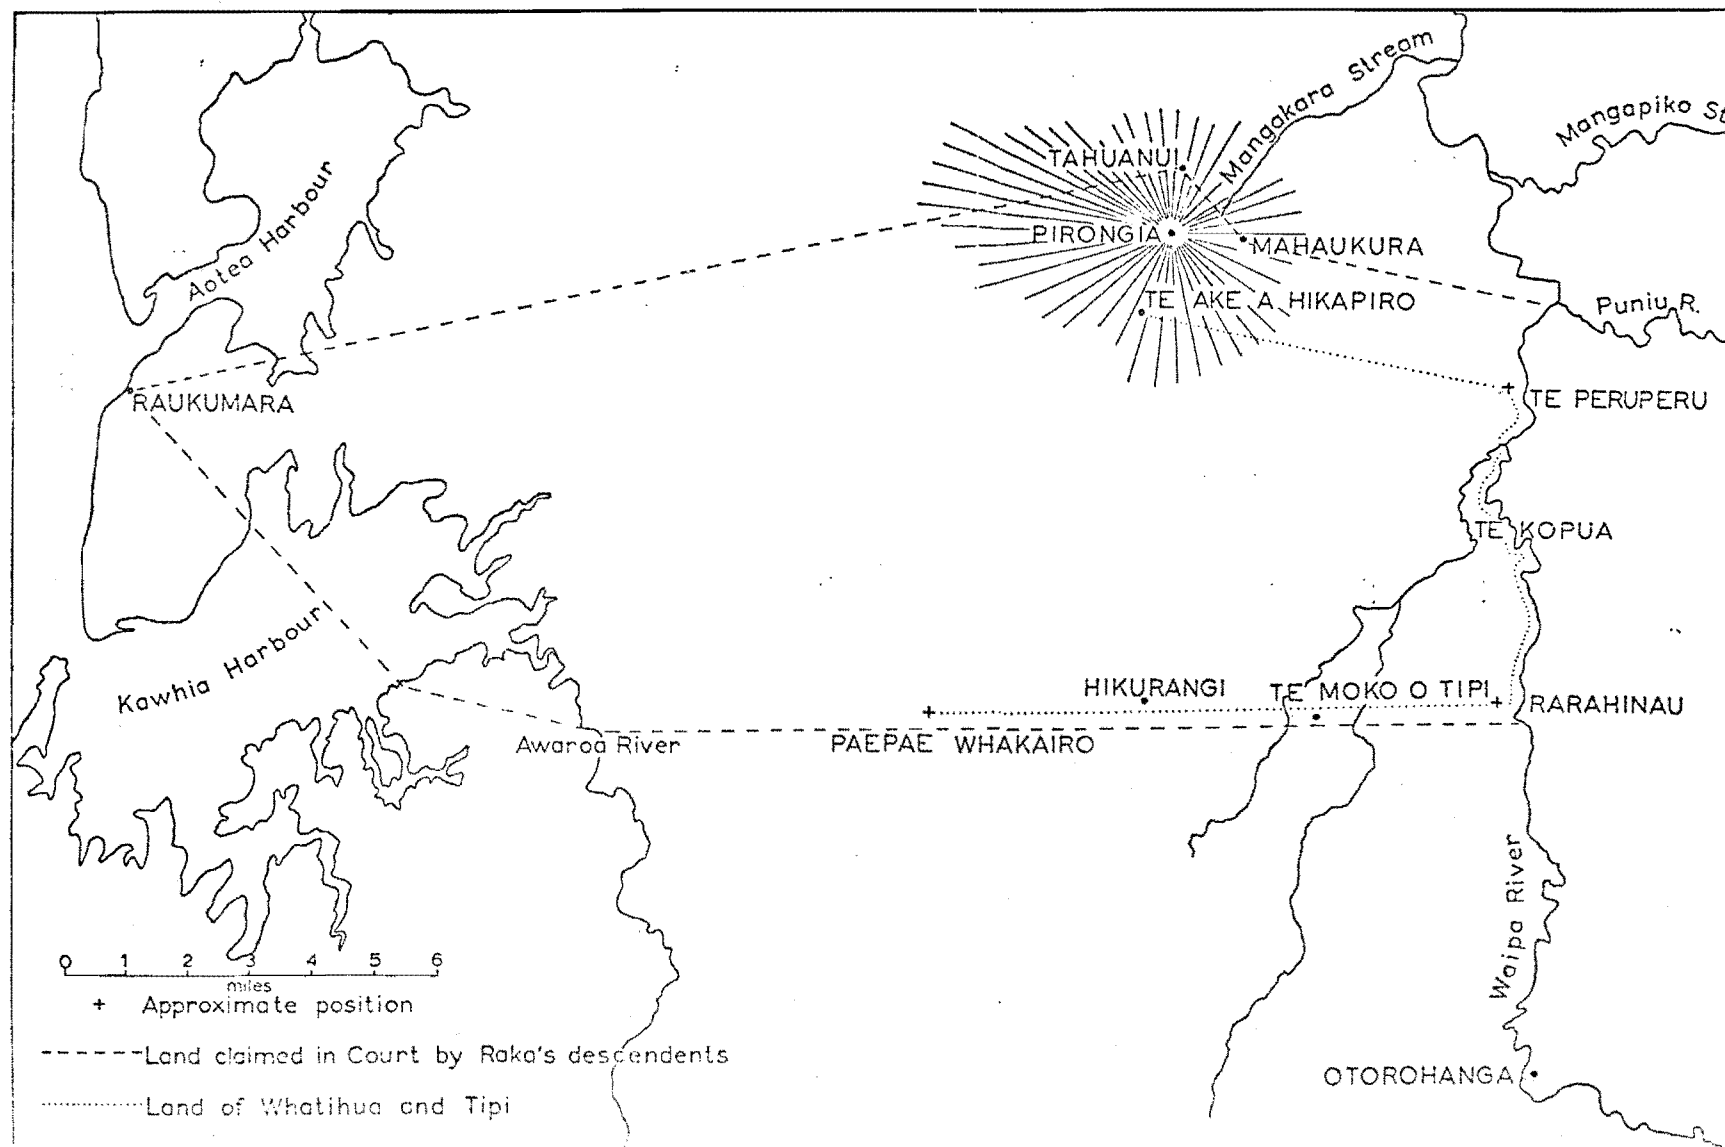 Mangakara Stream
Mangapiko St
TAHUANUI
Aotea Harbour
PIRONGIA
MAHAUKURA
TE AKE A HIKAPIRO
Puniu R.
RAUKUMARA
TE PERUPERU
TE KOPUA
Kawhia Harbour
HIKURANGI
TE MOKO O TIPI
RARAHINAU
Awaroa River
PAEPAE WHAKAIRO
Waipa River
0 1 2 3 4 5 6
miles
+ Approximate position
Land claimed in Court by Raka's descendents
Land of Whatihua and Tipi
OTOROHANGA